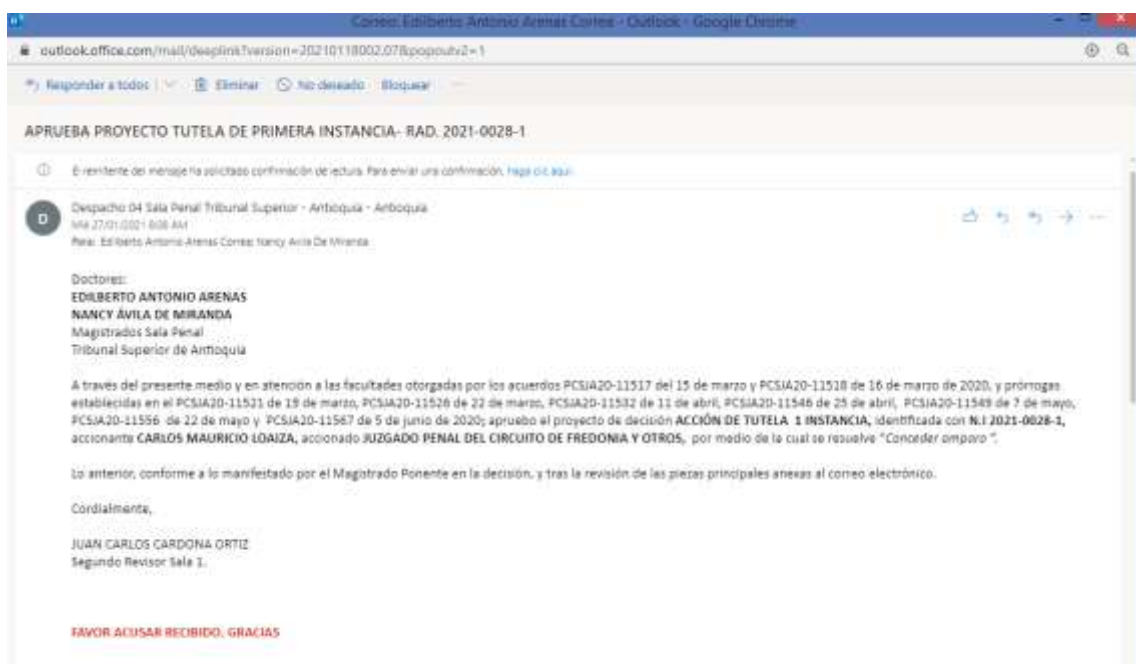 Correo: Edilberto Antonio Arenas Correa - Outlook - Google Chrome
outlook.office.com/mail/deeplink?version=20210118002.07&popoutv2=1
Responder a todos Eliminar No deseado Bloquear ...
APRUEBA PROYECTO TUTELA DE PRIMERA INSTANCIA- RAD. 2021-0028-1
El remitente del mensaje ha solicitado confirmación de lectura. Para enviar una confirmación, haga clic aquí.
D
Despacho 04 Sala Penal Tribunal Superior - Antioquia - Antioquia
Mié 27/01/2021 8:08 AM
Para: Edilberto Antonio Arenas Correa; Nancy Avila De Miranda
Doctores:
EDILBERTO ANTONIO ARENAS
NANCY ÁVILA DE MIRANDA
Magistrados Sala Penal
Tribunal Superior de Antioquia
A través del presente medio y en atención a las facultades otorgadas por los acuerdos PCSJA20-11517 del 15 de marzo y PCSJA20-11518 de 16 de marzo de 2020, y prórrogas
establecidas en el PCSJA20-11521 de 19 de marzo, PCSJA20-11526 de 22 de marzo, PCSJA20-11532 de 11 de abril, PCSJA20-11546 de 25 de abril, PCSJA20-11549 de 7 de mayo,
PCSJA20-11556 de 22 de mayo y PCSJA20-11567 de 5 de junio de 2020; apruebo el proyecto de decisión ACCIÓN DE TUTELA 1 INSTANCIA, identificada con N.I 2021-0028-1,
accionante CARLOS MAURICIO LOAIZA, accionado JUZGADO PENAL DEL CIRCUITO DE FREDONIA Y OTROS, por medio de la cual se resuelve "Conceder amparo ".
Lo anterior, conforme a lo manifestado por el Magistrado Ponente en la decisión, y tras la revisión de las piezas principales anexas al correo electrónico.
Cordialmente,
JUAN CARLOS CARDONA ORTIZ
Segundo Revisor Sala 1.
FAVOR ACUSAR RECIBIDO. GRACIAS